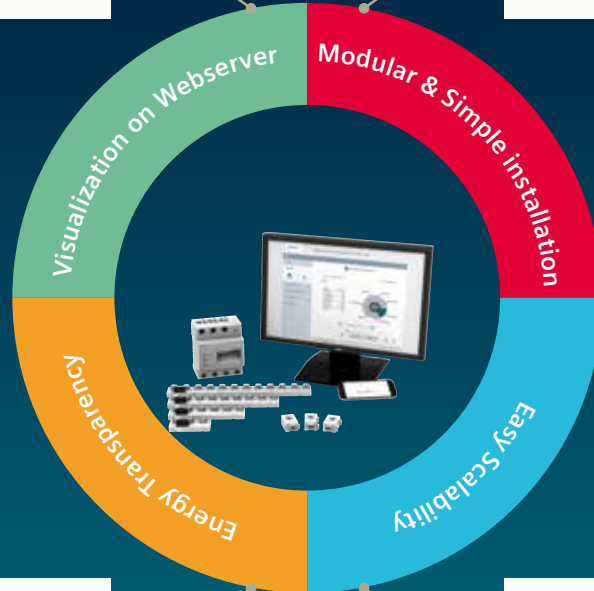 Visualization on Webserver
Modular & Simple installation
Energy Transparency
Easy Scalability